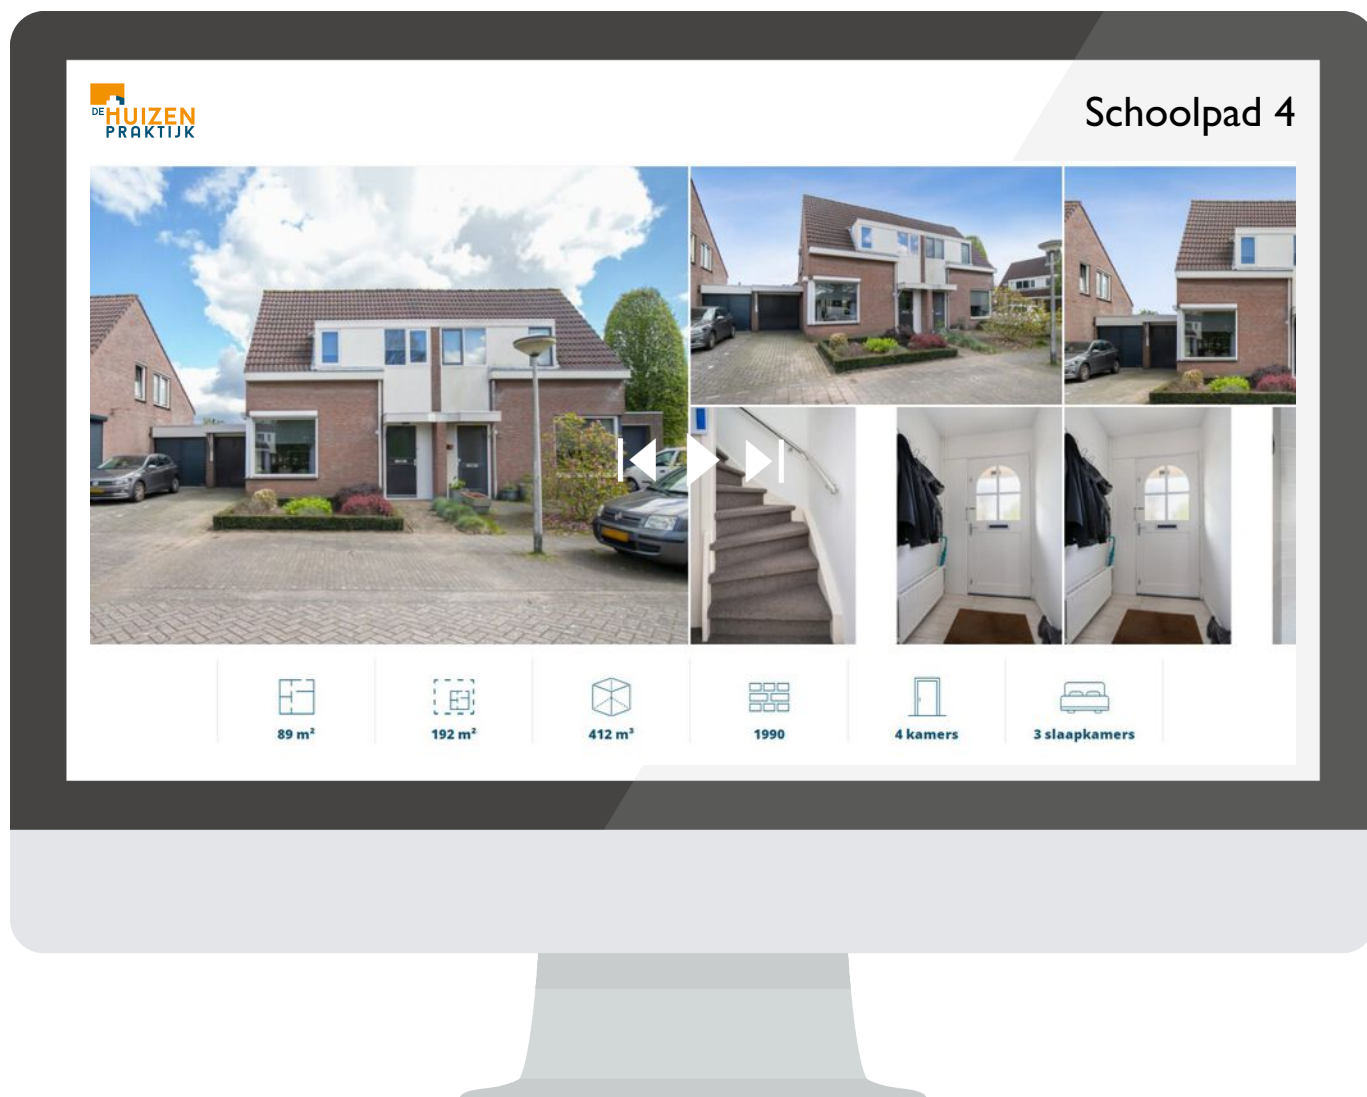 DE HUIZEN
PRAKTIJK
Schoolpad 4
89 m²
192 m²
412 m³
1990
4 kamers
3 slaapkamers